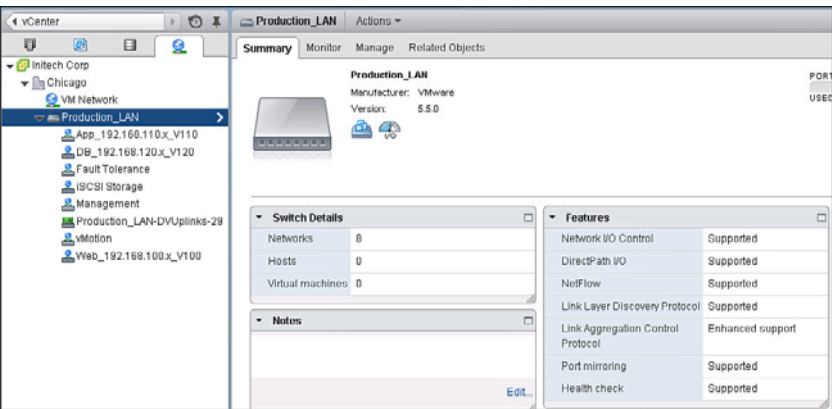 vCenter
Production_LAN Actions
Summary Monitor Manage Related Objects
Initech Corp
Chicago
VM Network
Production_LAN
App_192.168.110.x_V110
DB_192.168.120.x_V120
Fault Tolerance
iSCSI Storage
Management
Production_LAN-DVUplinks-29
vMotion
Web_192.168.100.x_V100
Production_LAN
Manufacturer: VMware
Version: 5.5.0
PORT
USED
Switch Details
Networks 8
Hosts 0
Virtual machines 0
Notes
Edit...
Features
Network I/O Control Supported
DirectPath I/O Supported
NetFlow Supported
Link Layer Discovery Protocol Supported
Link Aggregation Control Protocol Enhanced support
Port mirroring Supported
Health check Supported